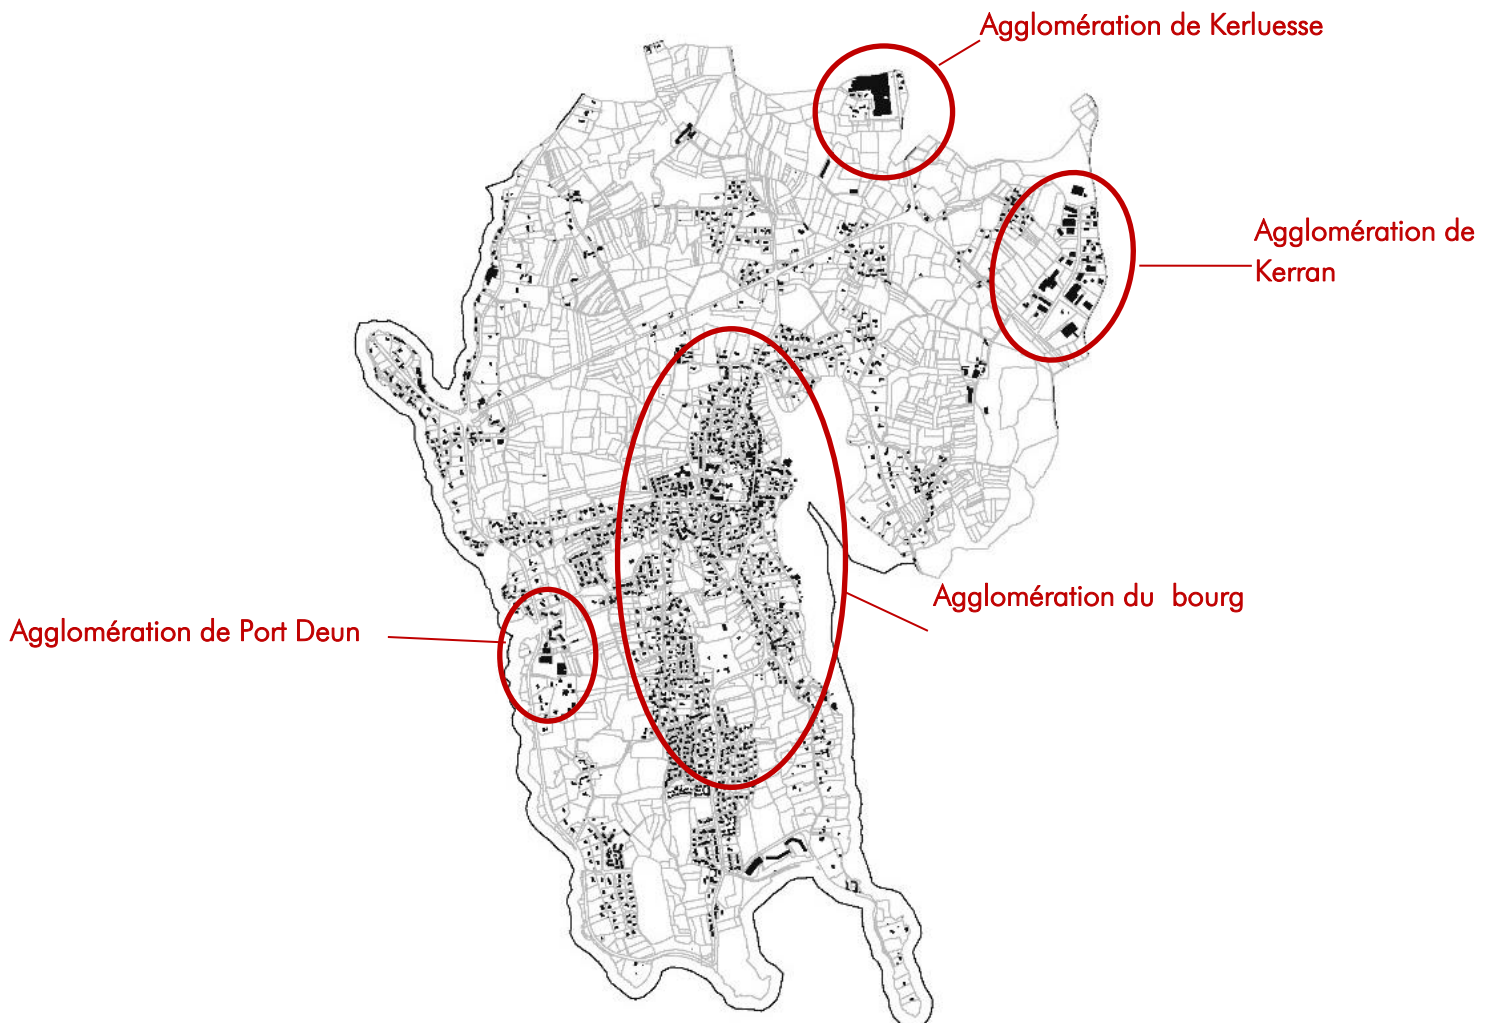 Agglomération de Kerluesse
Agglomération de
Kerran
Agglomération du  bourg
Agglomération de Port Deun